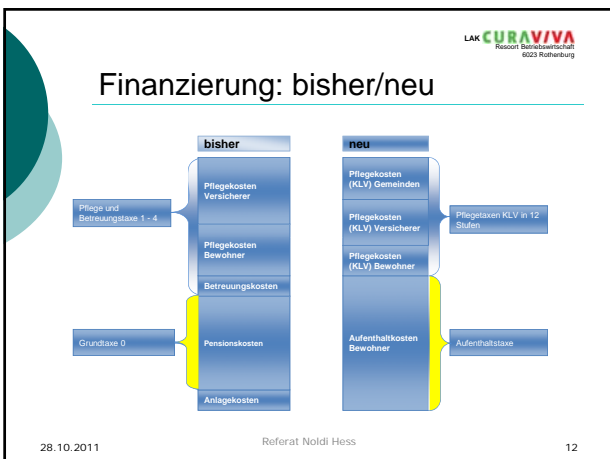 LAK CURAVIVA
Resoort Betriebswirtschaft
6023 Rothenburg
Finanzierung: bisher/neu
bisher
Pflegekosten
Versicherer
Pflegekosten
Bewohner
Betreuungskosten
Pensionskosten
Anlagekosten
Pflege und
Betreuungstaxe 1 - 4
Grundtaxe 0
neu
Pflegekosten
(KLV) Gemeinden
Pflegekosten
(KLV) Versicherer
Pflegekosten
(KLV) Bewohner
Aufenthaltkosten
Bewohner
Pflegetaxen KLV in 12
Stufen
Aufenthaltstaxe
28.10.2011
Referat Noldi Hess
12